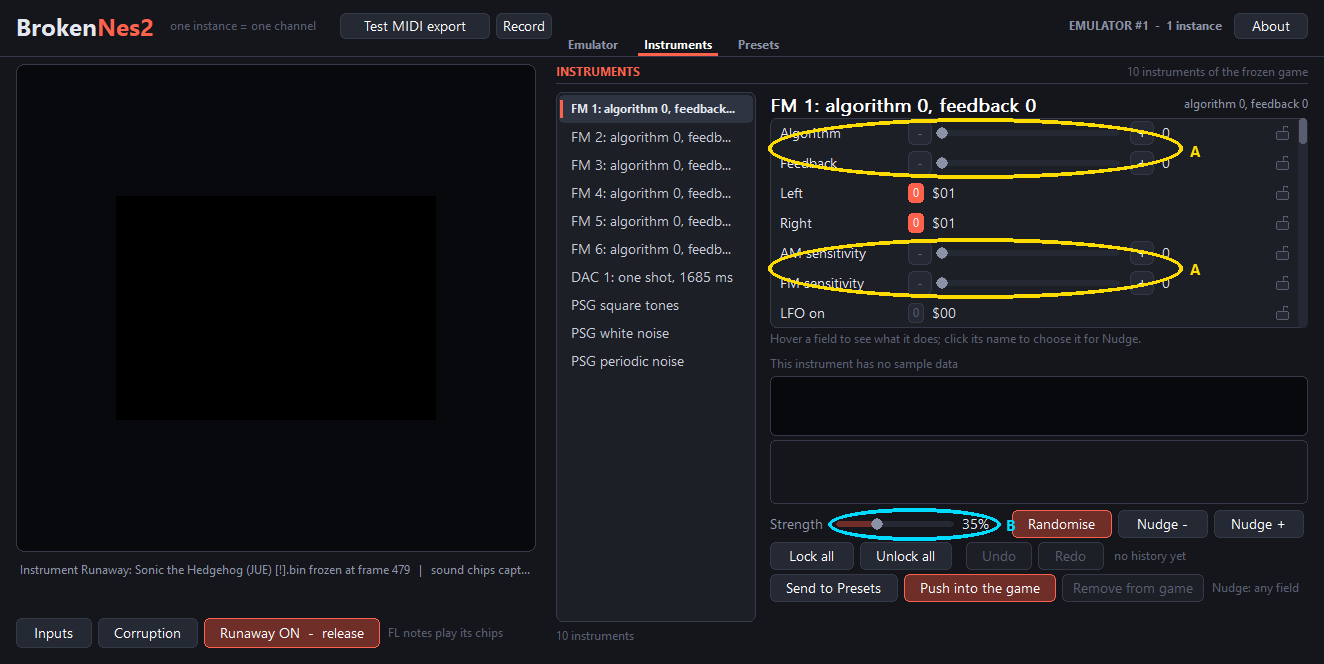 BrokenNes2
one instance = one channel
Test MIDI export
Record
Emulator
Instruments
Presets
EMULATOR #1 - 1 instance
About
INSTRUMENTS
10 instruments of the frozen game
FM 1: algorithm 0, feedback...
FM 2: algorithm 0, feedb...
FM 3: algorithm 0, feedb...
FM 4: algorithm 0, feedb...
FM 5: algorithm 0, feedb...
FM 6: algorithm 0, feedb...
DAC 1: one shot, 1685 ms
PSG square tones
PSG white noise
PSG periodic noise
10 instruments
FM 1: algorithm 0, feedback 0
algorithm 0, feedback 0
Algorithm - + 0
A
Feedback - + 0
Left 0 $01
Right 0 $01
AM sensitivity - + 0
A
FM sensitivity - + 0
LFO on 0 $00
Hover a field to see what it does; click its name to choose it for Nudge.
This instrument has no sample data
Strength 35% B Randomise Nudge - Nudge +
Lock all Unlock all Undo Redo no history yet
Send to Presets Push into the game Remove from game Nudge: any field
Instrument Runaway: Sonic the Hedgehog (JUE) [!].bin frozen at frame 479 | sound chips capt...
Inputs Corruption Runaway ON - release FL notes play its chips